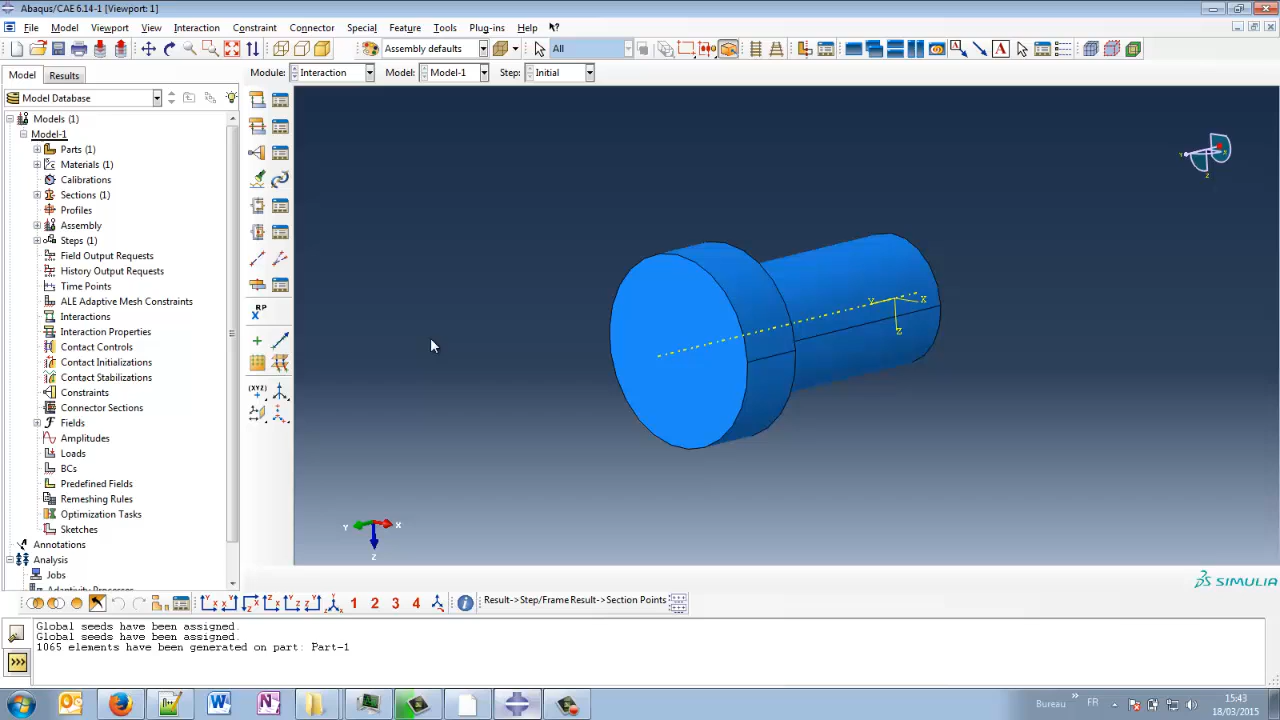 Abaqus/CAE 6.14-1 [Viewport: 1]
File Model Viewport View Interaction Constraint Connector Special Feature Tools Plug-ins Help
Assembly defaults All
Model Results Module: Interaction Model: Model-1 Step: Initial
Model Database
Models (1)
Model-1
Parts (1)
Materials (1)
Calibrations
Sections (1)
Profiles
Assembly
Steps (1)
Field Output Requests
History Output Requests
Time Points
ALE Adaptive Mesh Constraints
Interactions
Interaction Properties
Contact Controls
Contact Initializations
Contact Stabilizations
Constraints
Connector Sections
Fields
Amplitudes
Loads
BCs
Predefined Fields
Remeshing Rules
Optimization Tasks
Sketches
Annotations
Analysis
Jobs
Adaptivity Processes
RP
(XYZ)
Y X
Z
Y X
Z
SIMULIA
1 2 3 4 Result->Step/Frame Result->Section Points
Global seeds have been assigned.
Global seeds have been assigned.
1065 elements have been generated on part: Part-1
>>>
Bureau FR 15:43
18/03/2015